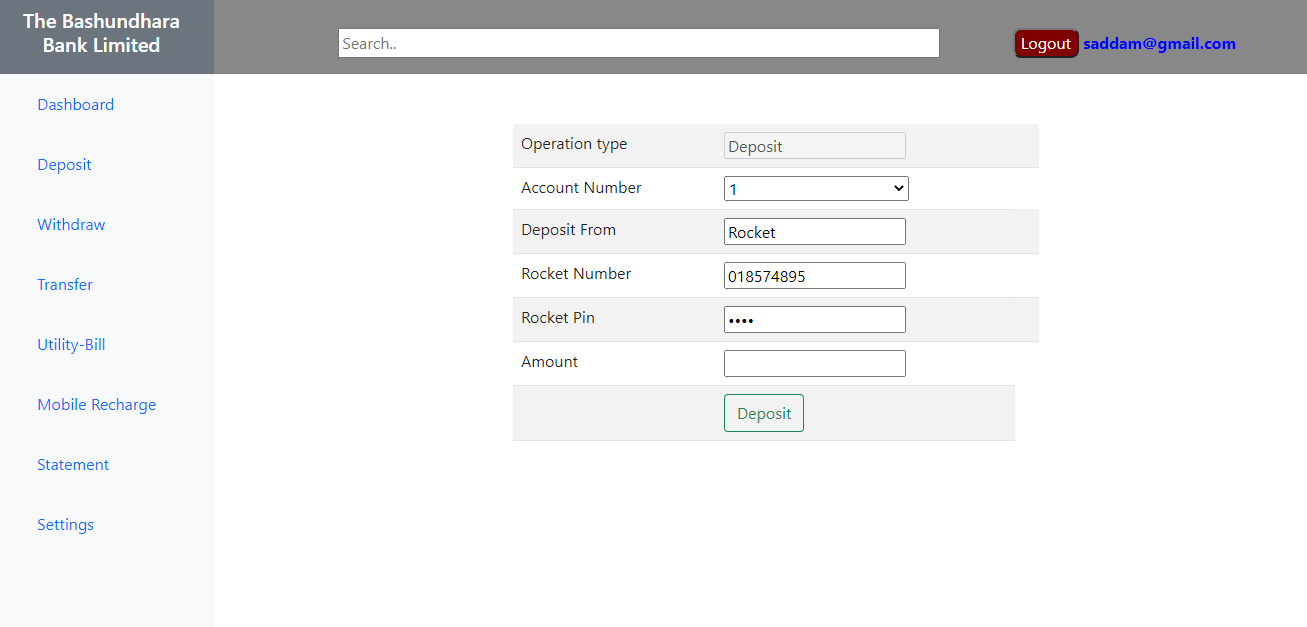 The Bashundhara
Bank Limited
Search..
Logout saddam@gmail.com
Dashboard
Deposit
Withdraw
Transfer
Utility-Bill
Mobile Recharge
Statement
Settings
Operation type Deposit
Account Number 1
Deposit From Rocket
Rocket Number 018574895
Rocket Pin ••••
Amount
Deposit